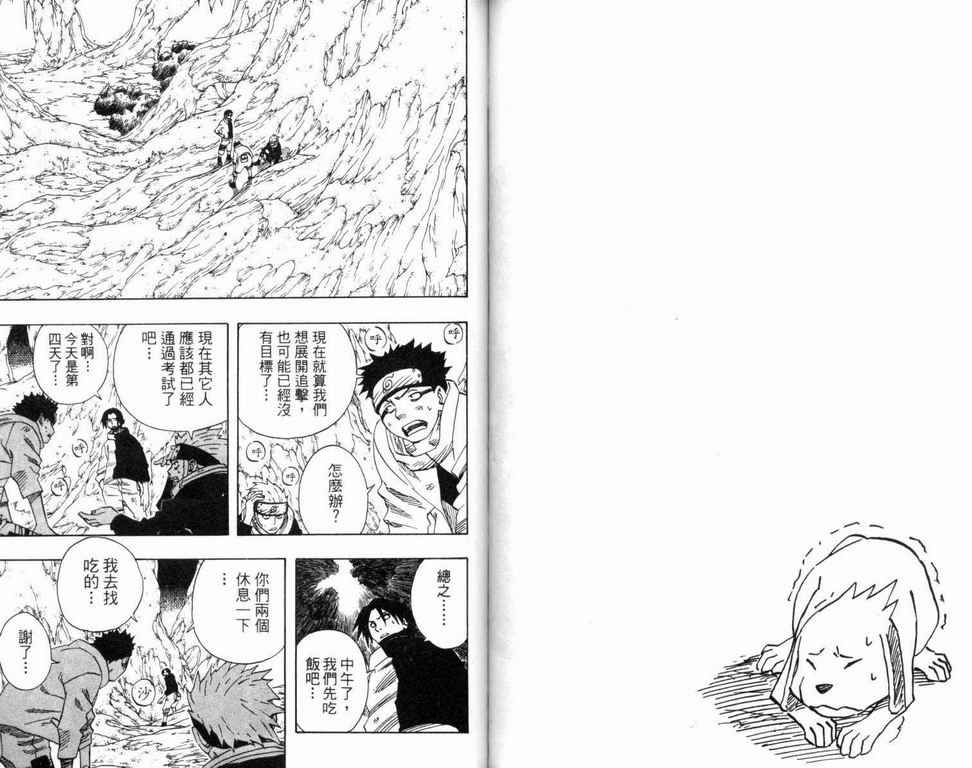 呼
呼
現在就算我們
想展開追擊，
也可能已經沒
有目標了…
怎麼辦？
呼
呼
現在其它人
應該都已經
通過考試了
吧…
對啊…
今天是第
四天了…
呼
呼
總之……
中午了，
我們先吃
飯吧…
你們兩個
休息一下
…
我去找
吃的…
沙
謝
了…